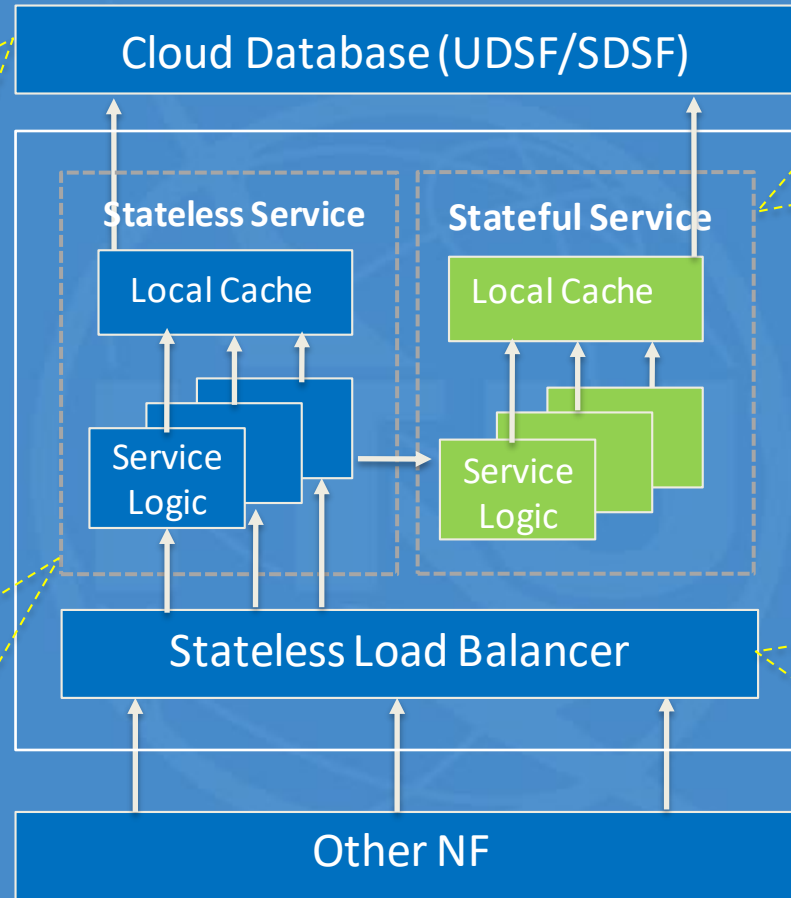 Cloud Database (UDSF/SDSF)
Stateless Service
Stateful Service
Local Cache
Local Cache
Service
Logic
Service
Logic
Stateless Load Balancer
Other NF